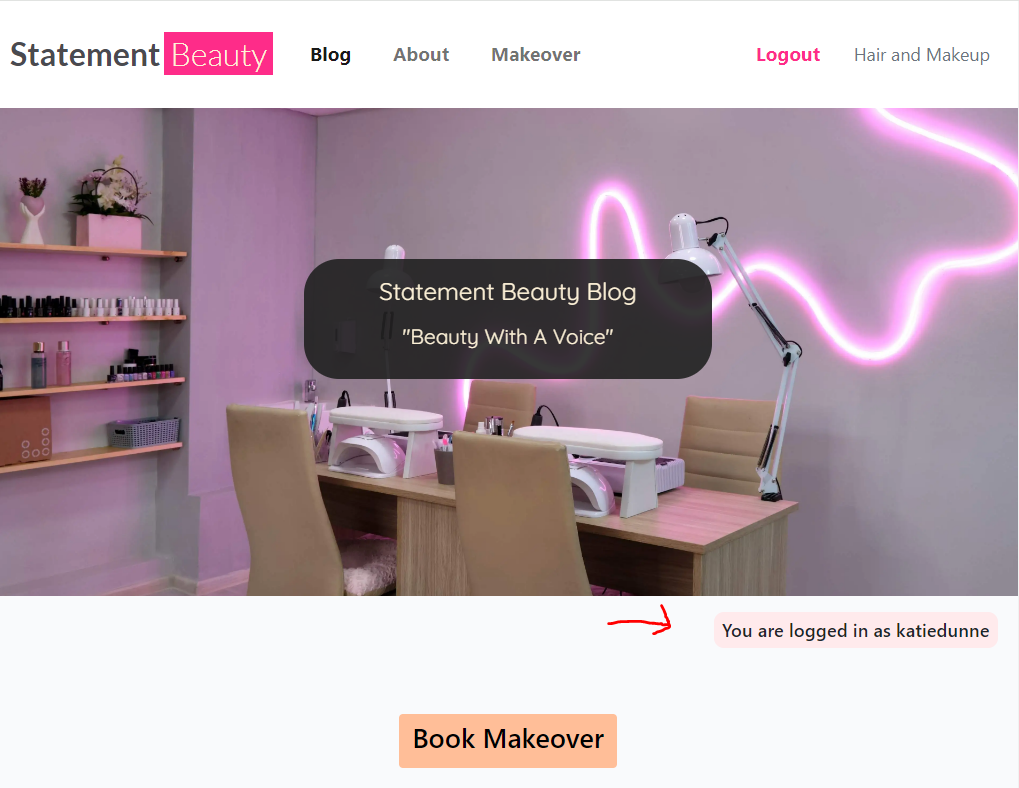 Statement Beauty Blog About Makeover Logout Hair and Makeup
Statement Beauty Blog
"Beauty With A Voice"
You are logged in as katiedunne
Book Makeover